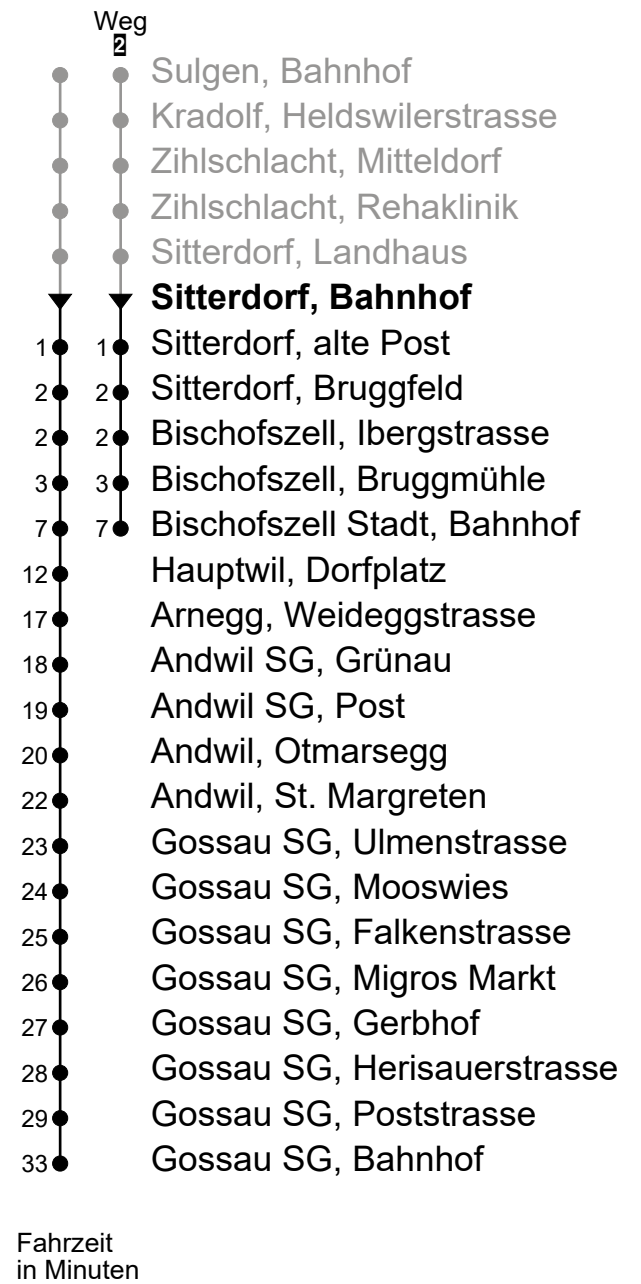 Weg
2
Sulgen, Bahnhof
Kradolf, Heldswilerstrasse
Zihlschlacht, Mitteldorf
Zihlschlacht, Rehaklinik
Sitterdorf, Landhaus
Sitterdorf, Bahnhof
1 1 Sitterdorf, alte Post
2 2 Sitterdorf, Bruggfeld
2 2 Bischofszell, Ibergstrasse
3 3 Bischofszell, Bruggmühle
7 7 Bischofszell Stadt, Bahnhof
12 Hauptwil, Dorfplatz
17 Arnegg, Weideggstrasse
18 Andwil SG, Grünau
19 Andwil SG, Post
20 Andwil, Otmarsegg
22 Andwil, St. Margreten
23 Gossau SG, Ulmenstrasse
24 Gossau SG, Mooswies
25 Gossau SG, Falkenstrasse
26 Gossau SG, Migros Markt
27 Gossau SG, Gerbhof
28 Gossau SG, Herisauerstrasse
29 Gossau SG, Poststrasse
33 Gossau SG, Bahnhof
Fahrzeit
in Minuten